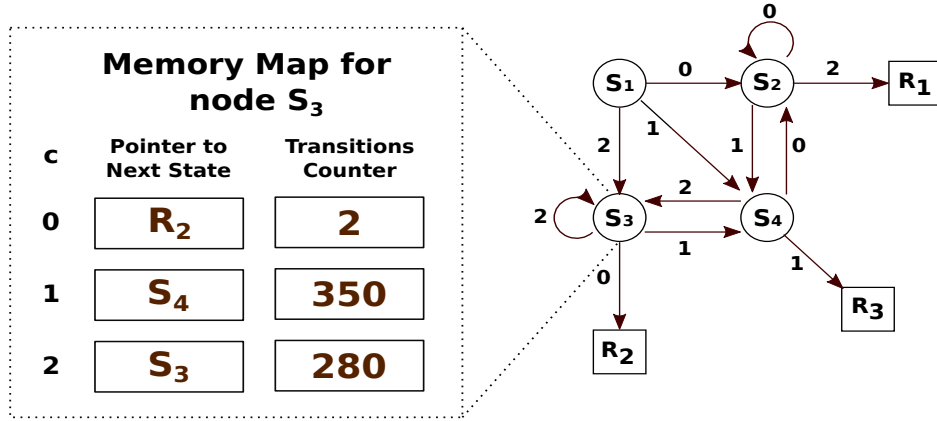 Memory Map for
node S3
c
Pointer to
Next State
Transitions
Counter
0
R2
2
1
S4
350
2
S3
280
0
S1
0
S2
2
R1
2
1
1
0
2
S3
2
S4
1
1
0
R3
R2